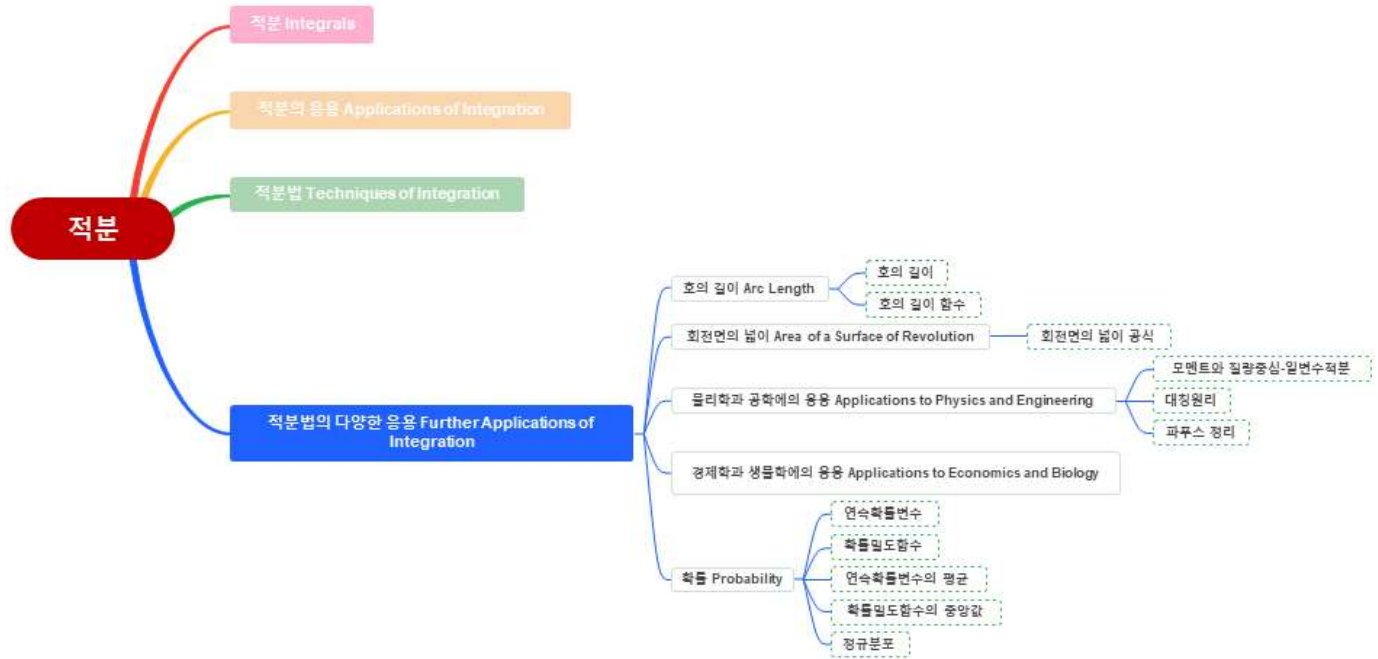 적분 Integrals
적분의 응용 Applications of Integration
적분법 Techniques of Integration
적분
적분법의 다양한 응용 Further Applications of
Integration
호의 길이 Arc Length
호의 길이
호의 길이 함수
회전면의 넓이 Area of a Surface of Revolution
회전면의 넓이 공식
물리학과 공학에의 응용 Applications to Physics and Engineering
모멘트와 질량중심-일변수적분
대칭원리
파푸스 정리
경제학과 생물학에의 응용 Applications to Economics and Biology
확률 Probability
연속확률변수
확률밀도함수
연속확률변수의 평균
확률밀도함수의 중앙값
정규분포